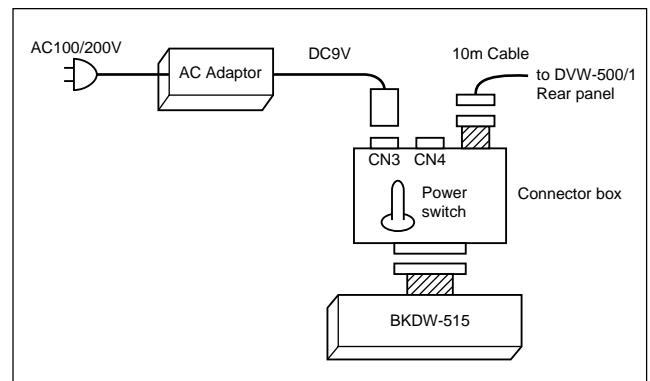 AC100/200V
AC Adaptor
DC9V
10m Cable
to DVW-500/1
Rear panel
CN3 CN4
Power
switch
Connector box
BKDW-515